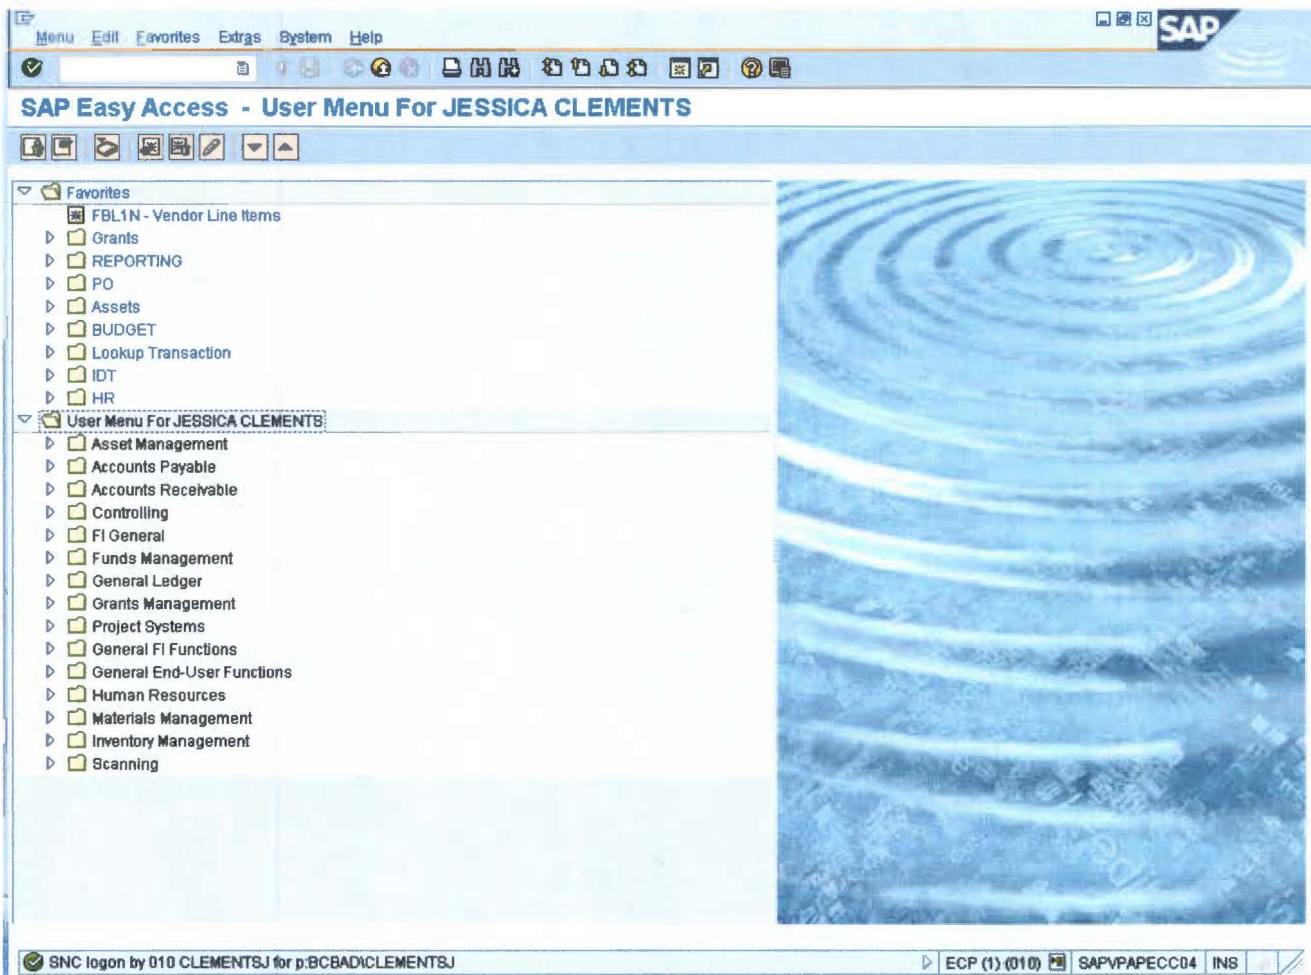 Menu Edit Favorites Extras System Help
SAP
SAP Easy Access - User Menu For JESSICA CLEMENTS
Favorites
FBL1N - Vendor Line Items
Grants
REPORTING
PO
Assets
BUDGET
Lookup Transaction
IDT
HR
User Menu For JESSICA CLEMENTS
Asset Management
Accounts Payable
Accounts Receivable
Controlling
FI General
Funds Management
General Ledger
Grants Management
Project Systems
General FI Functions
General End-User Functions
Human Resources
Materials Management
Inventory Management
Scanning
SNC logon by 010 CLEMENTSJ for p:BCBAD\CLEMENTSJ
ECP (1) (010) SAPVPAPECC04 INS